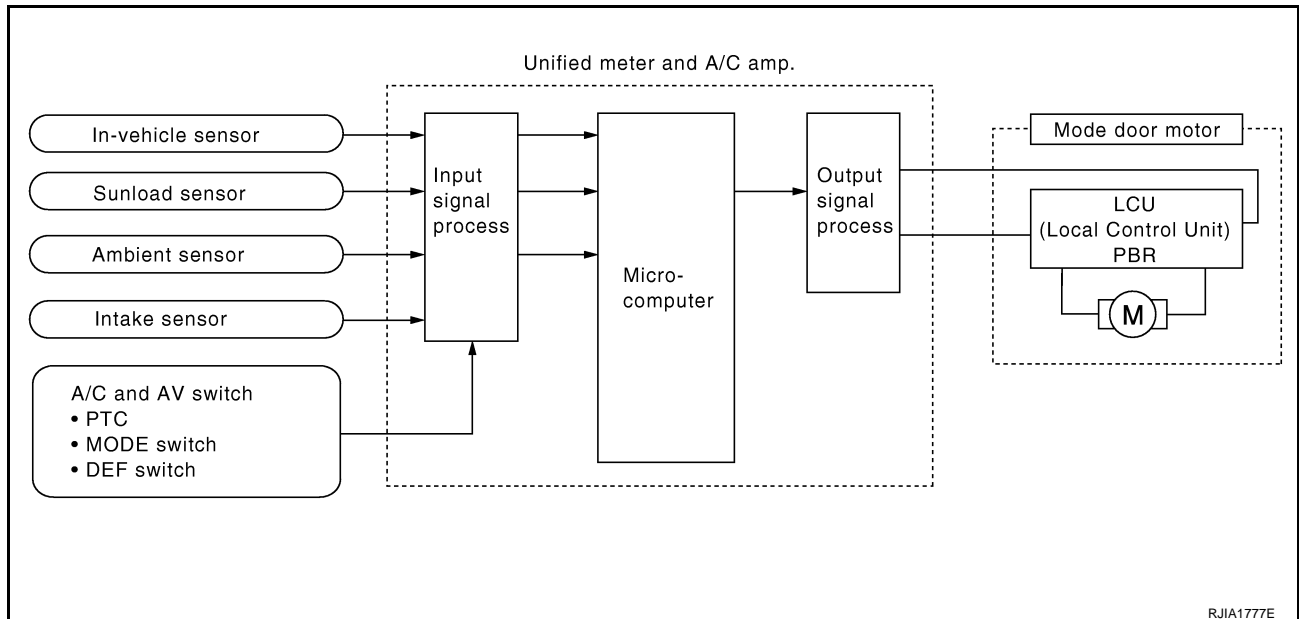 Unified meter and A/C amp.
In-vehicle sensor
Sunload sensor
Ambient sensor
Intake sensor
A/C and AV switch
• PTC
• MODE switch
• DEF switch
Input
signal
process
Micro-
computer
Output
signal
process
Mode door motor
LCU
(Local Control Unit)
PBR
M
RJIA1777E